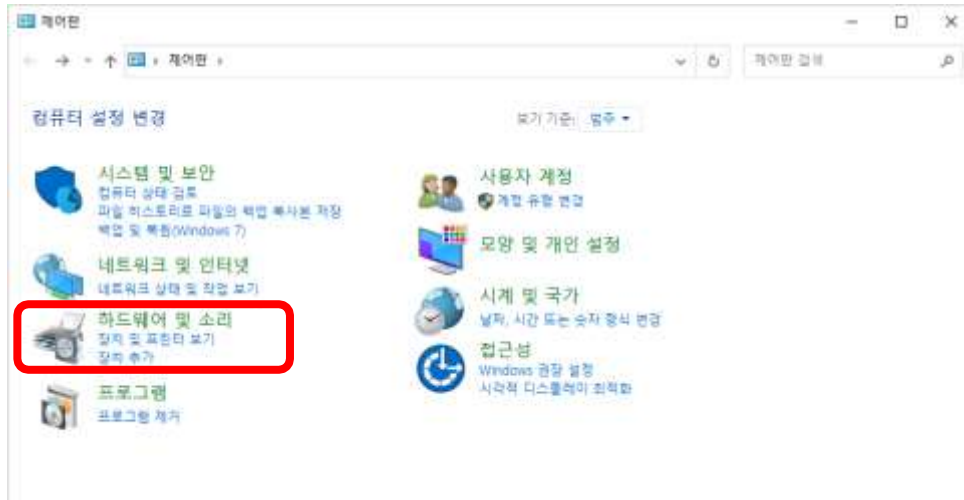 제어판
제어판
제어판 검색
컴퓨터 설정 변경
보기 기준: 범주
시스템 및 보안
컴퓨터 상태 검토
파일 히스토리로 파일의 백업 복사본 저장
백업 및 복원(Windows 7)
네트워크 및 인터넷
네트워크 상태 및 작업 보기
하드웨어 및 소리
장치 및 프린터 보기
장치 추가
프로그램
프로그램 제거
사용자 계정
계정 유형 변경
모양 및 개인 설정
시계 및 국가
날짜, 시간 또는 숫자 형식 변경
접근성
Windows 권장 설정
시각적 디스플레이 최적화